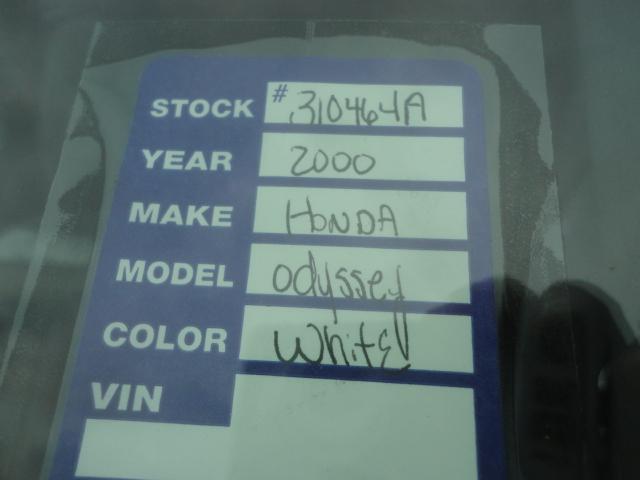 STOCK #310464A
YEAR 2000
MAKE HONDA
MODEL odyssey
COLOR White
VIN